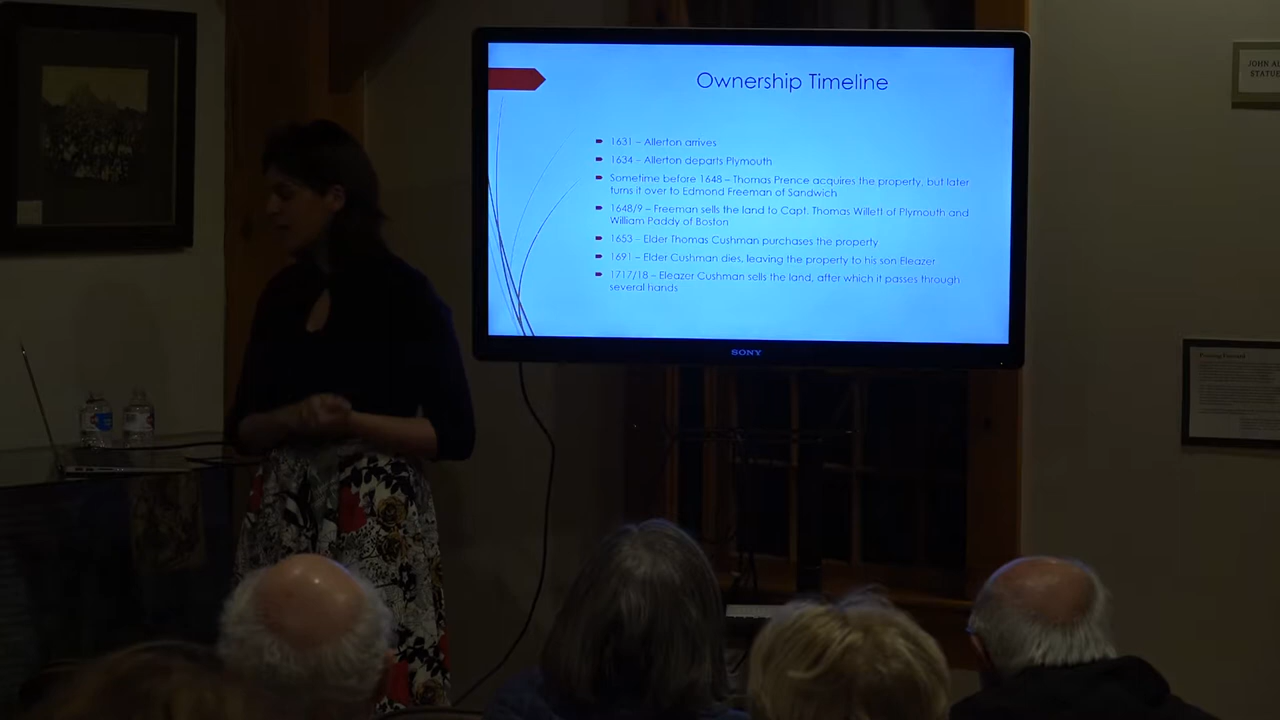 Ownership Timeline
1631 – Allerton arrives
1634 – Allerton departs Plymouth
Sometime before 1648 – Thomas Prence acquires the property, but later
turns it over to Edmond Freeman of Sandwich
1648/9 – Freeman sells the land to Capt. Thomas Willett of Plymouth and
William Paddy of Boston
1653 – Elder Thomas Cushman purchases the property
1691 – Elder Cushman dies, leaving the property to his son Eleazer
1717/18 – Eleazer Cushman sells the land, after which it passes through
several hands
SONY
JOHN AL
STATUE